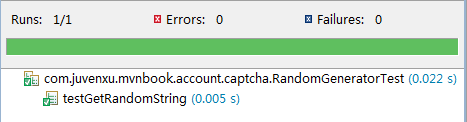 Runs: 1/1 Errors: 0 Failures: 0
com.juvenxu.mvnbook.account.captcha.RandomGeneratorTest (0.022 s)
testGetRandomString (0.005 s)